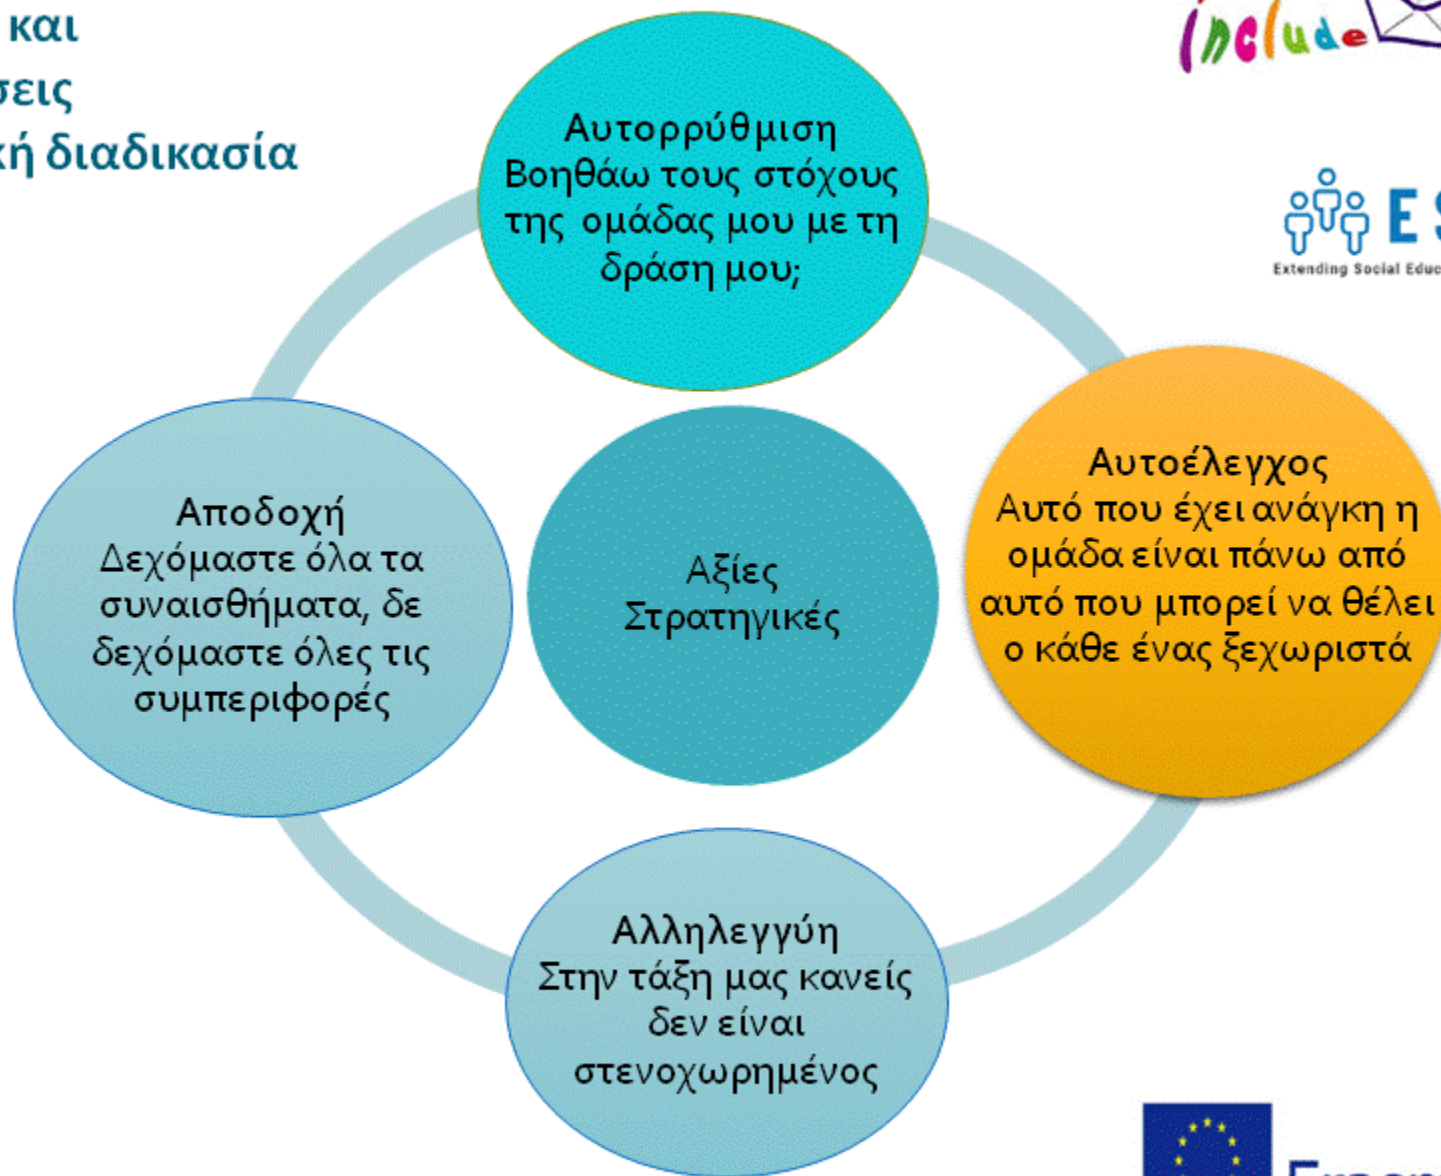 και
σεις
κή διαδικασία
include
E S
Extending Social Educ
Αυτορρύθμιση
Βοηθάω τους στόχους
της ομάδας μου με τη
δράση μου;
Αυτοέλεγχος
Αυτό που έχει ανάγκη η
ομάδα είναι πάνω από
αυτό που μπορεί να θέλει
ο κάθε ένας ξεχωριστά
Αποδοχή
Δεχόμαστε όλα τα
συναισθήματα, δε
δεχόμαστε όλες τις
συμπεριφορές
Αξίες
Στρατηγικές
Αλληλεγγύη
Στην τάξη μας κανείς
δεν είναι
στενοχωρημένος